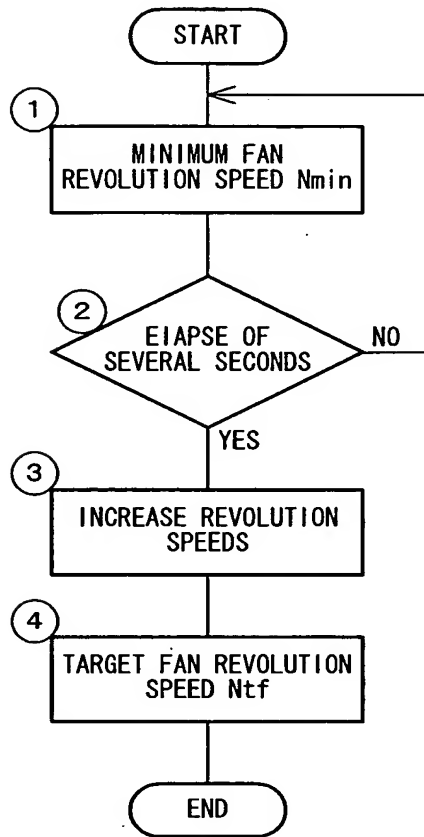 START
1
MINIMUM FAN
REVOLUTION SPEED Nmin
2
EIAPSE OF
SEVERAL SECONDS
NO
YES
3
INCREASE REVOLUTION
SPEEDS
4
TARGET FAN REVOLUTION
SPEED Ntf
END